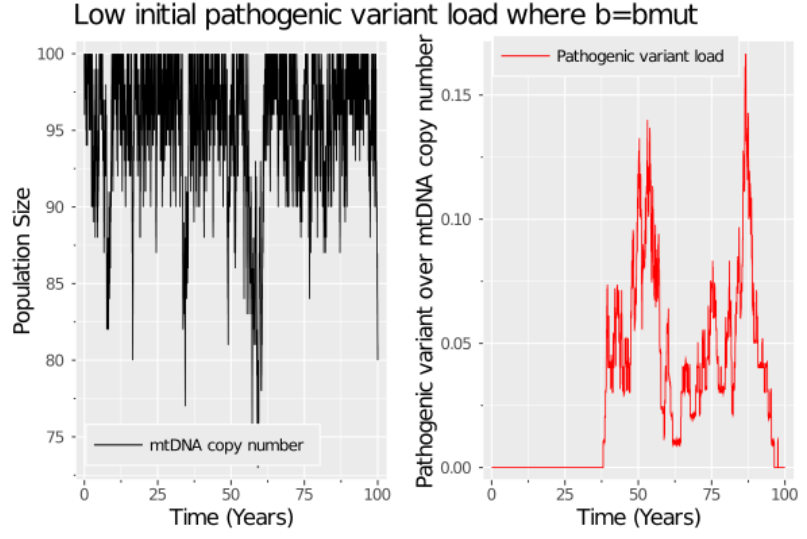 Low initial pathogenic variant load where b=bmut
Population Size
100
95
90
85
80
75
mtDNA copy number
0 25 50 75 100
Time (Years)
Pathogenic variant over mtDNA copy number
Pathogenic variant load
0.15
0.10
0.05
0.00
0 25 50 75 100
Time (Years)